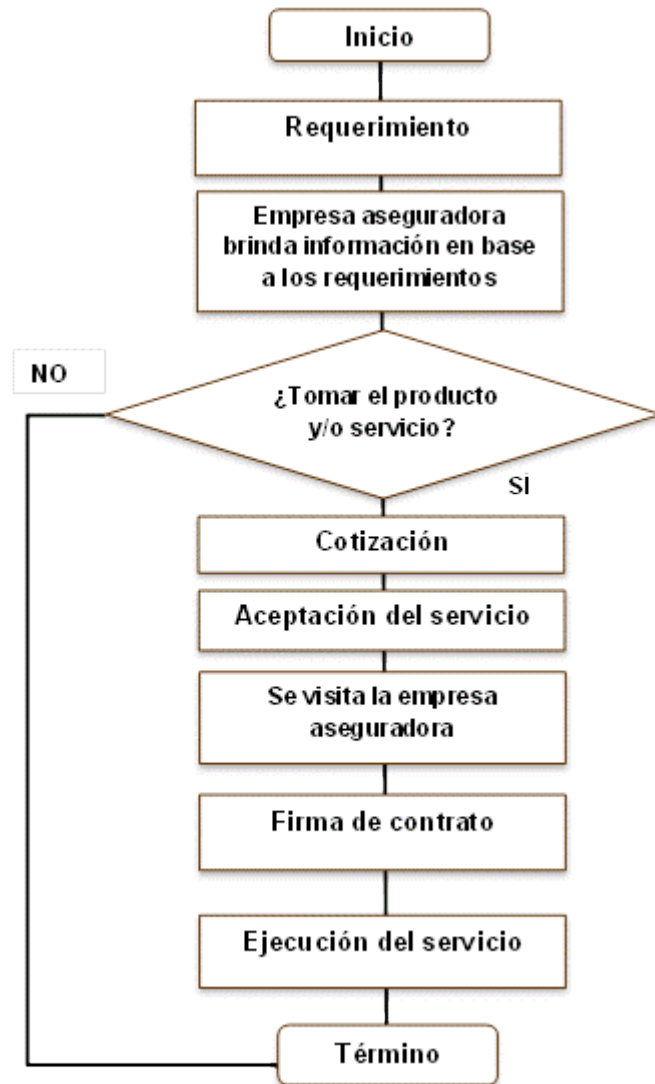 Inicio
Requerimiento
Empresa aseguradora
brinda información en base
a los requerimientos
NO
¿Tomar el producto
y/o servicio?
SÍ
Cotización
Aceptación del servicio
Se visita la empresa
aseguradora
Firma de contrato
Ejecución del servicio
Término